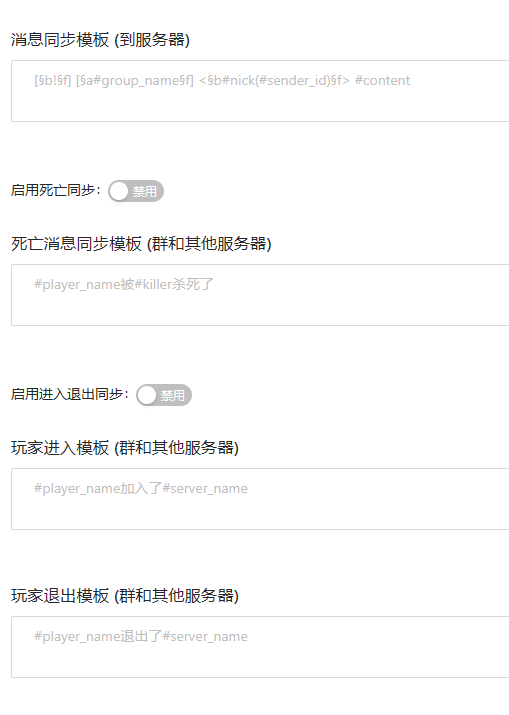 消息同步模板 (到服务器)
[§b!§f] [§a#group_name§f] <§b#nick(#sender_id)§f> #content
启用死亡同步: 禁用
死亡消息同步模板 (群和其他服务器)
#player_name被#killer杀死了
启用进入退出同步: 禁用
玩家进入模板 (群和其他服务器)
#player_name加入了#server_name
玩家退出模板 (群和其他服务器)
#player_name退出了#server_name